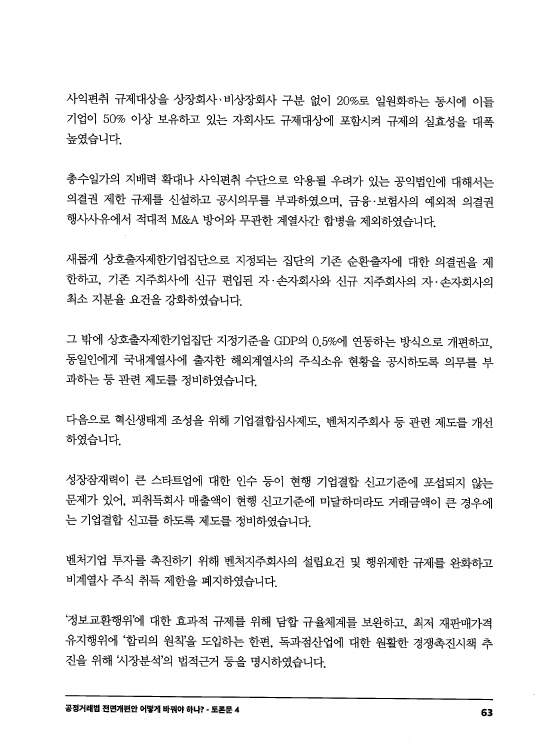 사익편취 규제대상을 상장회사·비상장회사 구분 없이 20%로 일원화하는 동시에 이들
기업이 50% 이상 보유하고 있는 자회사도 규제대상에 포함시켜 규제의 실효성을 대폭
높였습니다.
총수일가의 지배력 확대나 사익편취 수단으로 악용될 우려가 있는 공익법인에 대해서는
의결권 제한 규제를 신설하고 공시의무를 부과하였으며, 금융·보험사의 예외적 의결권
행사사유에서 적대적 M&A 방어와 무관한 계열사간 합병을 제외하였습니다.
새롭게 상호출자제한기업집단으로 지정되는 집단의 기존 순환출자에 대한 의결권을 제
한하고, 기존 지주회사에 신규 편입된 자·손자회사와 신규 지주회사의 자·손자회사의
최소 지분율 요건을 강화하였습니다.
그 밖에 상호출자제한기업집단 지정기준을 GDP의 0.5%에 연동하는 방식으로 개편하고,
동일인에게 국내계열사에 출자한 해외계열사의 주식소유 현황을 공시하도록 의무를 부
과하는 등 관련 제도를 정비하였습니다.
다음으로 혁신생태계 조성을 위해 기업결합심사제도, 벤처지주회사 등 관련 제도를 개선
하였습니다.
성장잠재력이 큰 스타트업에 대한 인수 등이 현행 기업결합 신고기준에 포섭되지 않는
문제가 있어, 피취득회사 매출액이 현행 신고기준에 미달하더라도 거래금액이 큰 경우에
는 기업결합 신고를 하도록 제도를 정비하였습니다.
벤처기업 투자를 촉진하기 위해 벤처지주회사의 설립요건 및 행위제한 규제를 완화하고
비계열사 주식 취득 제한을 폐지하였습니다.
'정보교환행위'에 대한 효과적 규제를 위해 담합 규율체계를 보완하고, 최저 재판매가격
유지행위에 '합리의 원칙'을 도입하는 한편, 독과점산업에 대한 원활한 경쟁촉진시책 추
진을 위해 '시장분석'의 법적근거 등을 명시하였습니다.
공정거래법 전면개편안 어떻게 바꿔야 하나? - 토론문 4
63